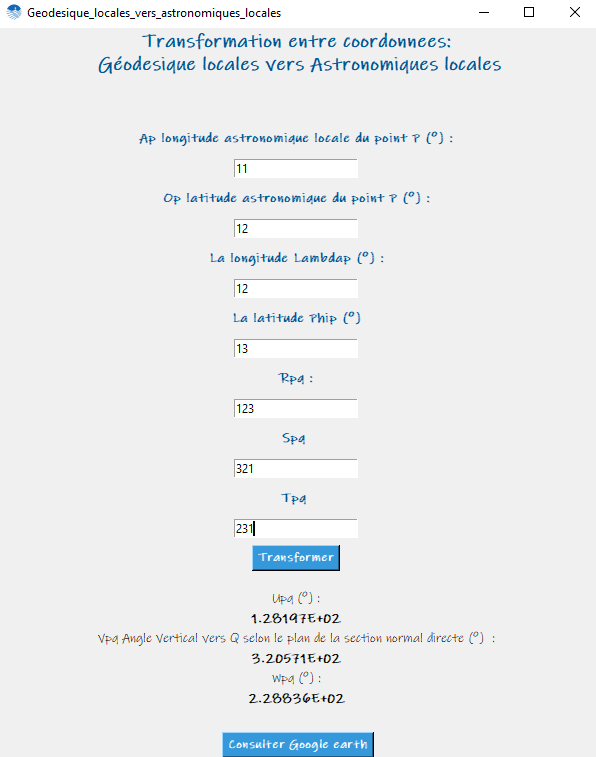 Geodesique_locales_vers_astronomiques_locales
Transformation entre coordonnees:
Géodesique locales vers Astronomiques locales
Ap longitude astronomique locale du point P (°) :
11
Op latitude astronomique du point P (°) :
12
La longitude Lambdap (°) :
12
La latitude Phip (°)
13
Rpq :
123
Spq
321
Tpq
231
Transformer
Upq (°) :
1.28197E+02
Vpq Angle Vertical vers Q selon le plan de la section normal directe (°) :
3.20571E+02
Wpq (°) :
2.28836E+02
Consulter Google earth